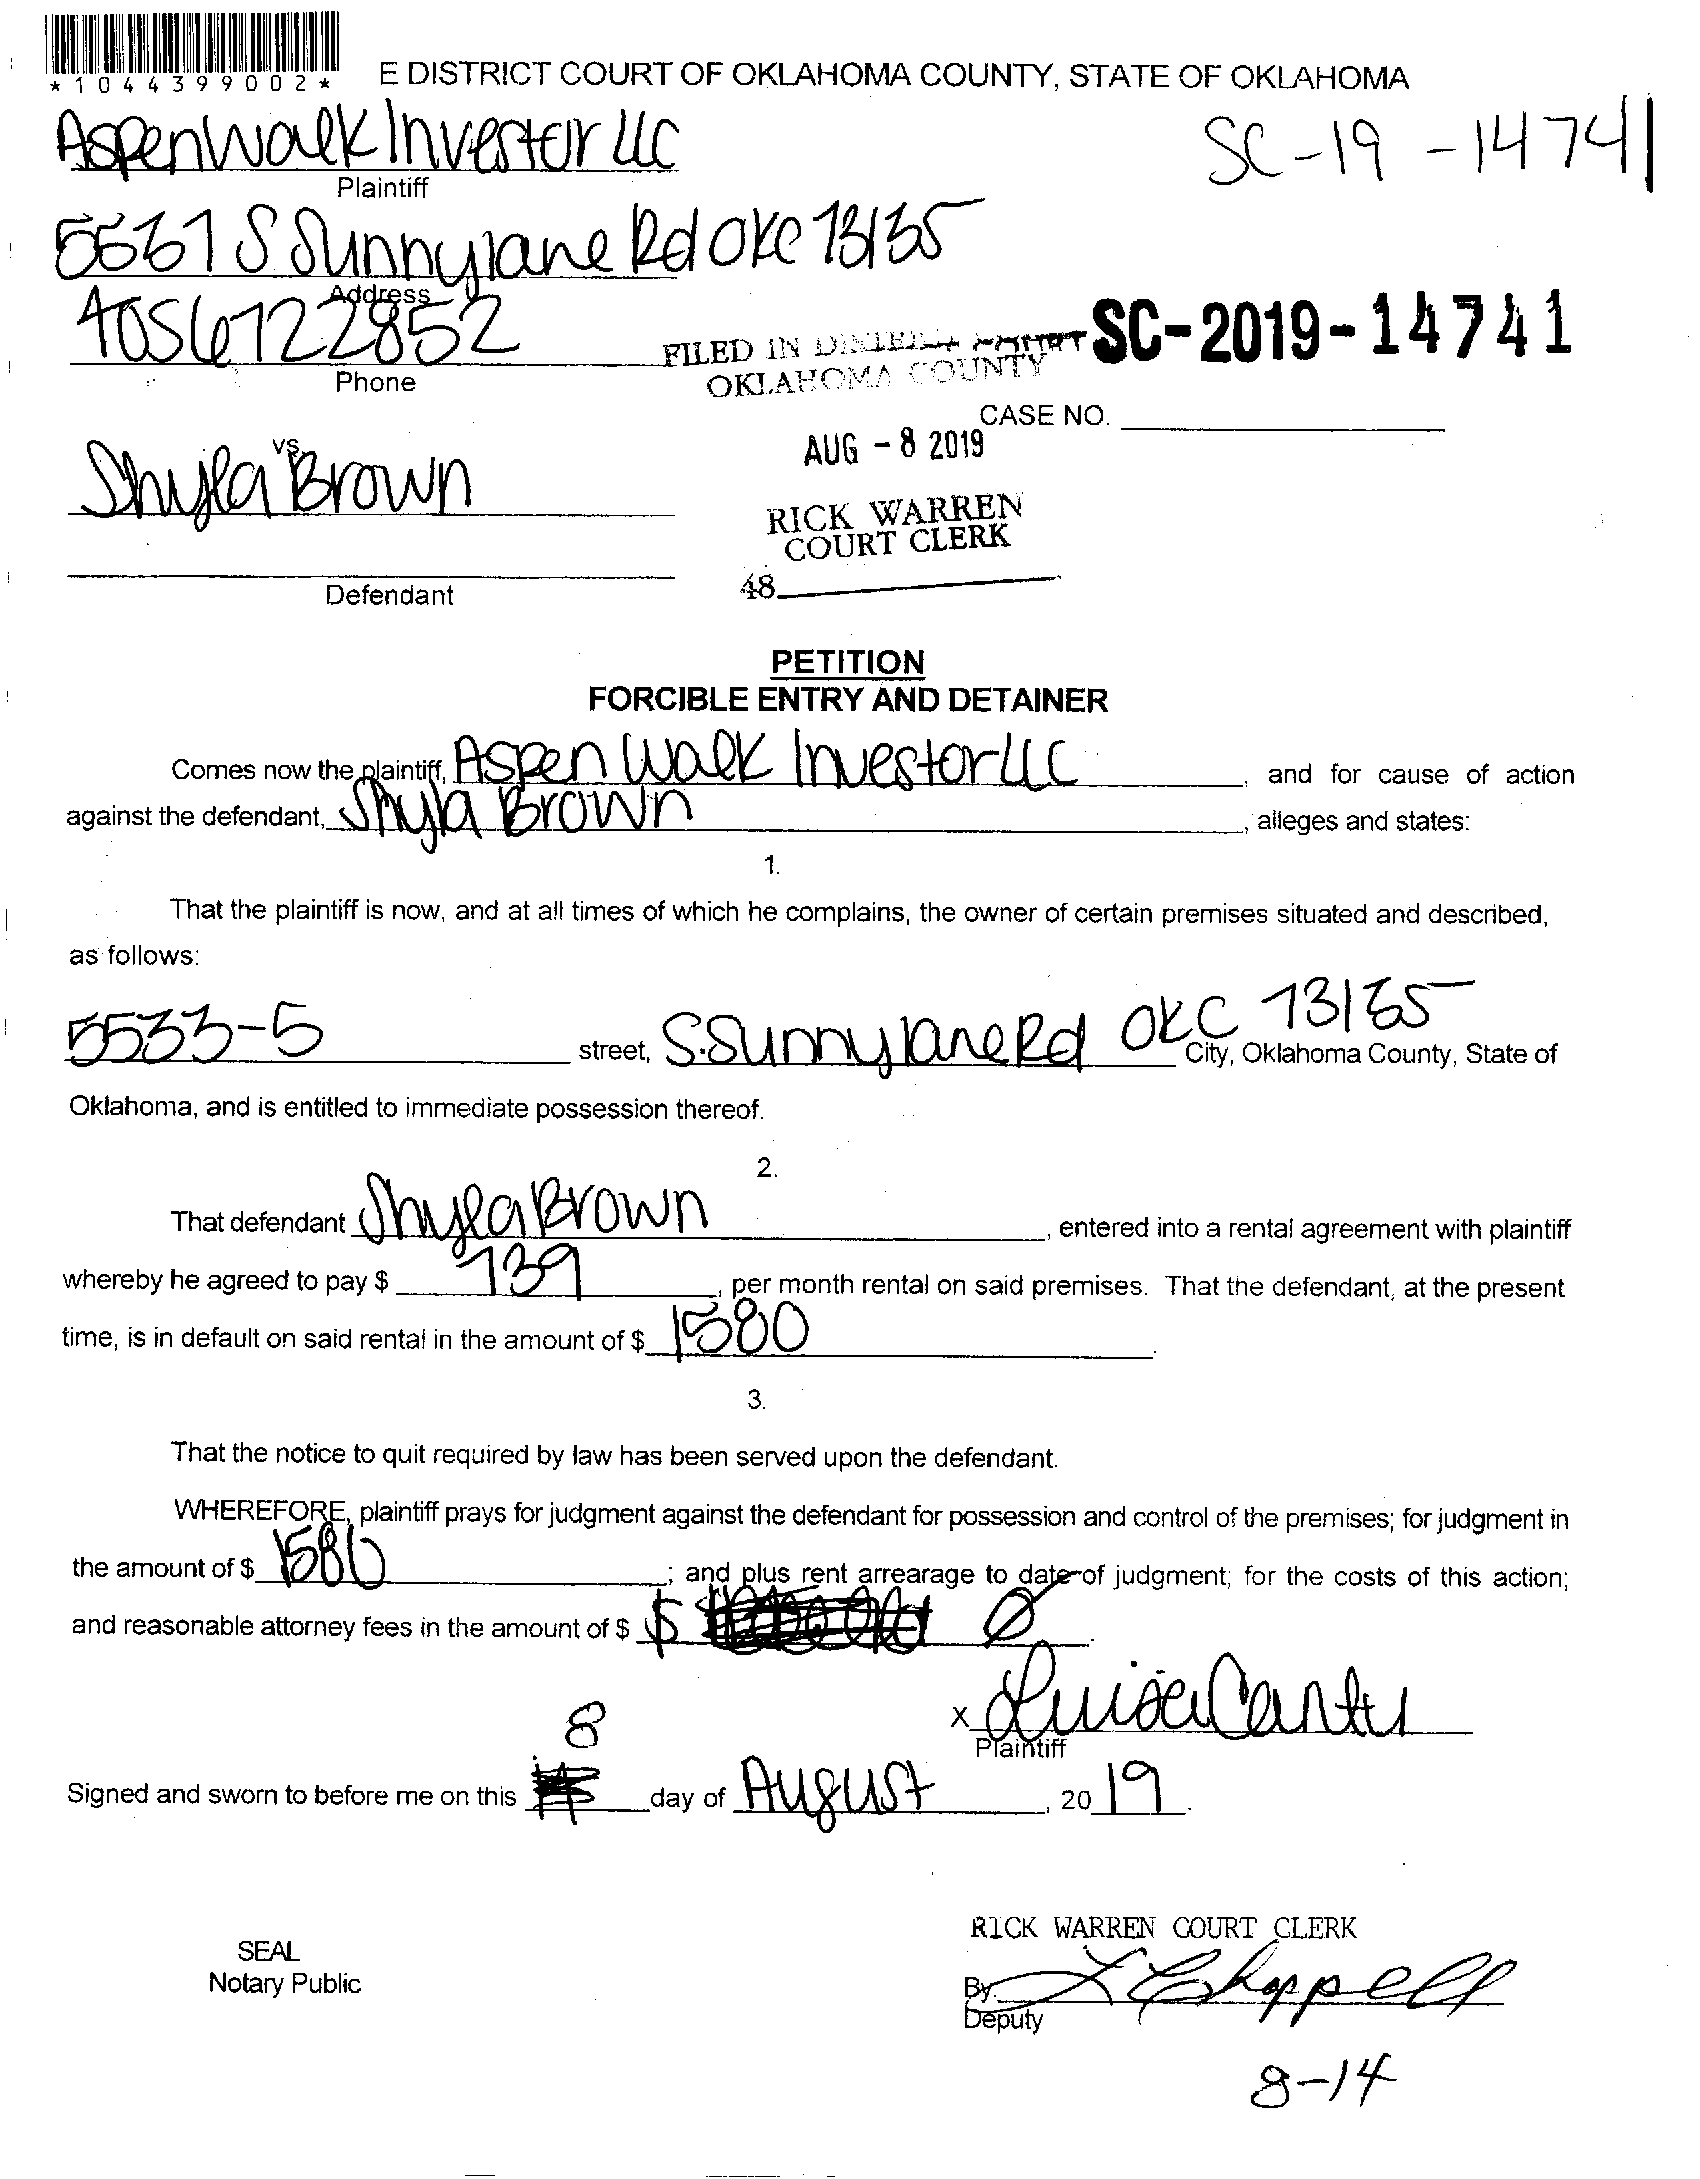 *1044399002*
E DISTRICT COURT OF OKLAHOMA COUNTY, STATE OF OKLAHOMA
Aspen Walk Investor LLC
SC-19-14741
Plaintiff
5537 S Sunnylane Rd OKC 73135
Address
4056722852
Phone
FILED IN DISTRICT COURT
OKLAHOMA COUNTY
SC-2019-14741
CASE NO.
AUG - 8 2019
vs.
Shyla Brown
RICK WARREN
COURT CLERK
48
Defendant
PETITION
FORCIBLE ENTRY AND DETAINER
Comes now the plaintiff, Aspen Walk Investor LLC, and for cause of action
against the defendant, Shyla Brown, alleges and states:
1.
That the plaintiff is now, and at all times of which he complains, the owner of certain premises situated and described,
as follows:
5533-5 street, S. Sunnylane Rd OKC 73135 City, Oklahoma County, State of
Oklahoma, and is entitled to immediate possession thereof.
2.
That defendant Shyla Brown, entered into a rental agreement with plaintiff
whereby he agreed to pay $ 739, per month rental on said premises. That the defendant, at the present
time, is in default on said rental in the amount of $ 1580.
3.
That the notice to quit required by law has been served upon the defendant.
WHEREFORE, plaintiff prays for judgment against the defendant for possession and control of the premises; for judgment in
the amount of $ 1580; and plus rent arrearage to date of judgment; for the costs of this action;
and reasonable attorney fees in the amount of $ $ Ø.
x Luisa Cantu
Plaintiff
8
Signed and sworn to before me on this day of August, 2019.
RICK WARREN COURT CLERK
SEAL
Notary Public
By: L Chappell
Deputy
8-14